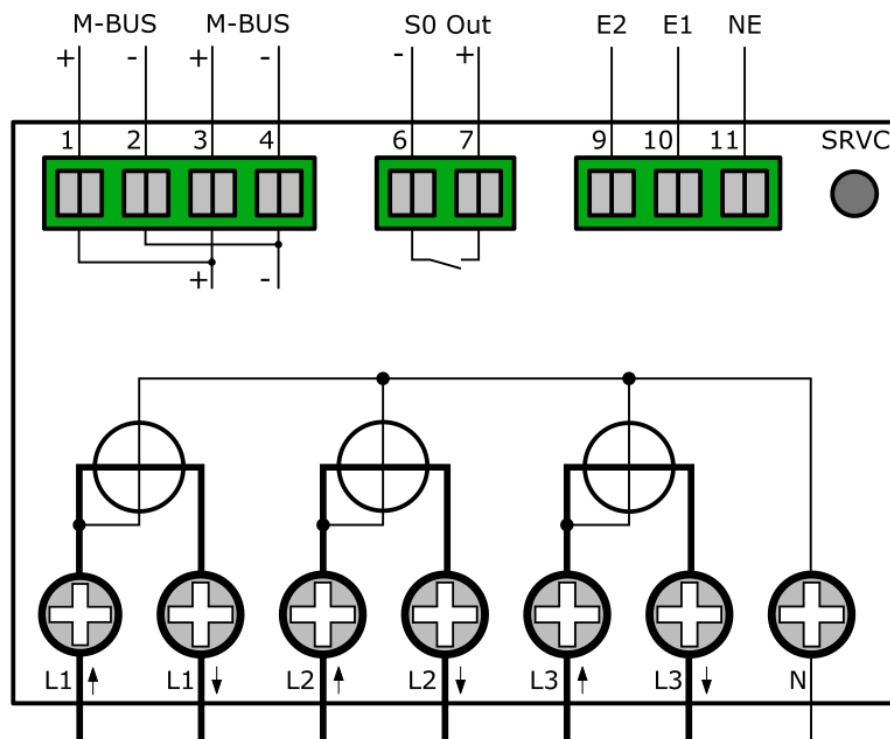 M-BUS M-BUS S0 Out E2 E1 NE
+ - + - - +
1 2 3 4 6 7 9 10 11 SRVC
+ -
L1 L1 L2 L2 L3 L3 N